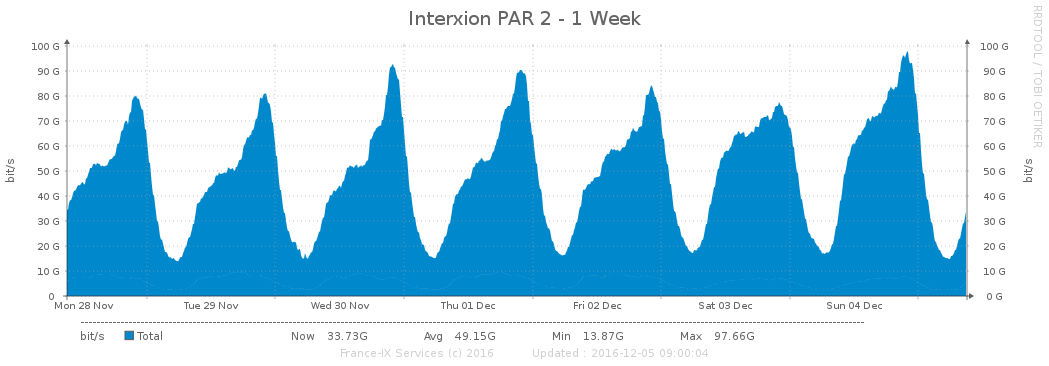 Interxion PAR 2 - 1 Week
RRDTOOL / TOBI OETIKER
bit/s
100 G 100 G
90 G 90 G
80 G 80 G
70 G 70 G
60 G 60 G
50 G 50 G
40 G 40 G
30 G 30 G
20 G 20 G
10 G 10 G
0 0 G
bit/s
Mon 28 Nov Tue 29 Nov Wed 30 Nov Thu 01 Dec Fri 02 Dec Sat 03 Dec Sun 04 Dec
bit/s Total Now 33.73G Avg 49.15G Min 13.87G Max 97.66G
France-IX Services (c) 2016 Updated : 2016-12-05 09:00:04